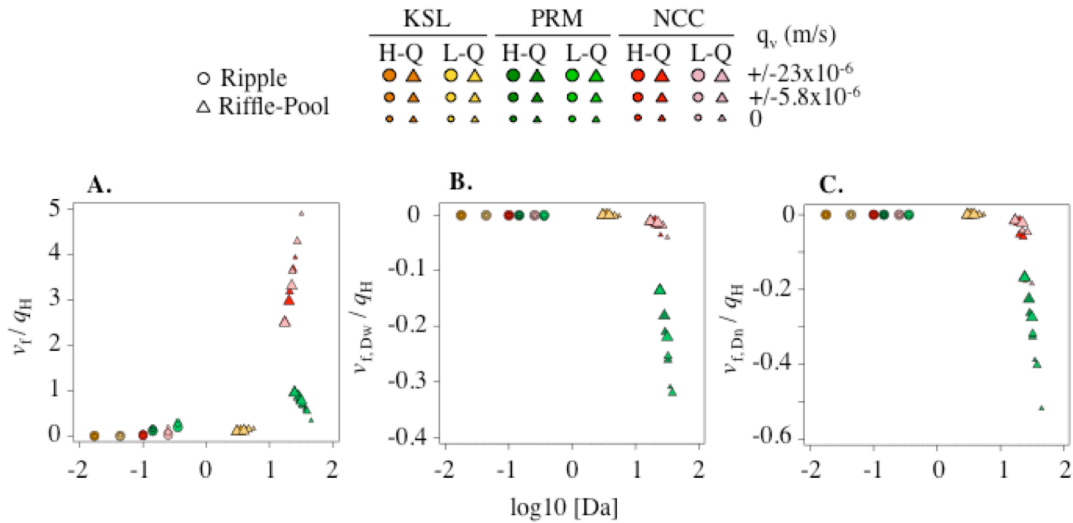 KSL PRM NCC
H-Q L-Q H-Q L-Q H-Q L-Q qᵥ (m/s)
Ripple +/-23x10⁻⁶
Riffle-Pool +/-5.8x10⁻⁶
0
A. B. C.
v_f / q_H
5
4
3
2
1
0
-2 -1 0 1 2
v_f,Dw / q_H
0
-0.1
-0.2
-0.3
-0.4
-2 -1 0 1 2
v_f,Dn / q_H
0
-0.2
-0.4
-0.6
-2 -1 0 1 2
log10 [Da]